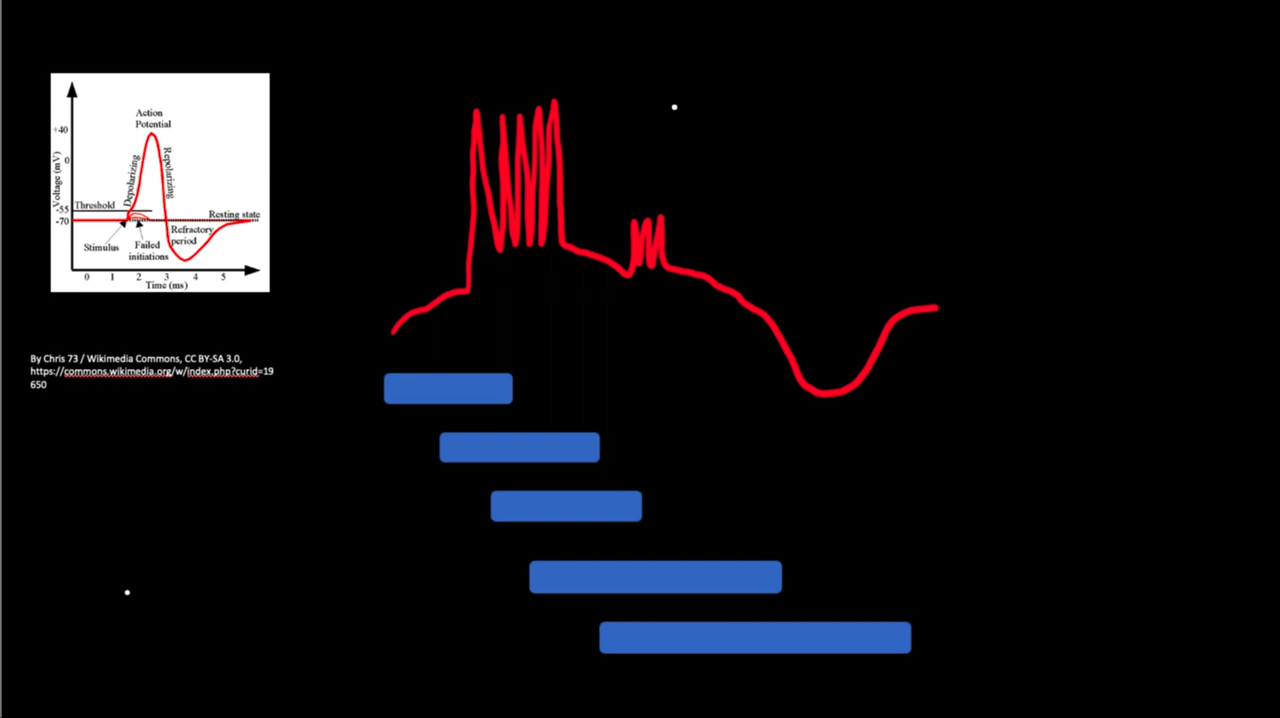 Action
Potential
+40
0
Voltage (mV)
Depolarizing
Repolarizing
Threshold
-55
-70
Resting state
Stimulus
Failed
initiations
Refractory
period
0 1 2 3 4 5
Time (ms)
By Chris 73 / Wikimedia Commons, CC BY-SA 3.0,
https://commons.wikimedia.org/w/index.php?curid=19
650